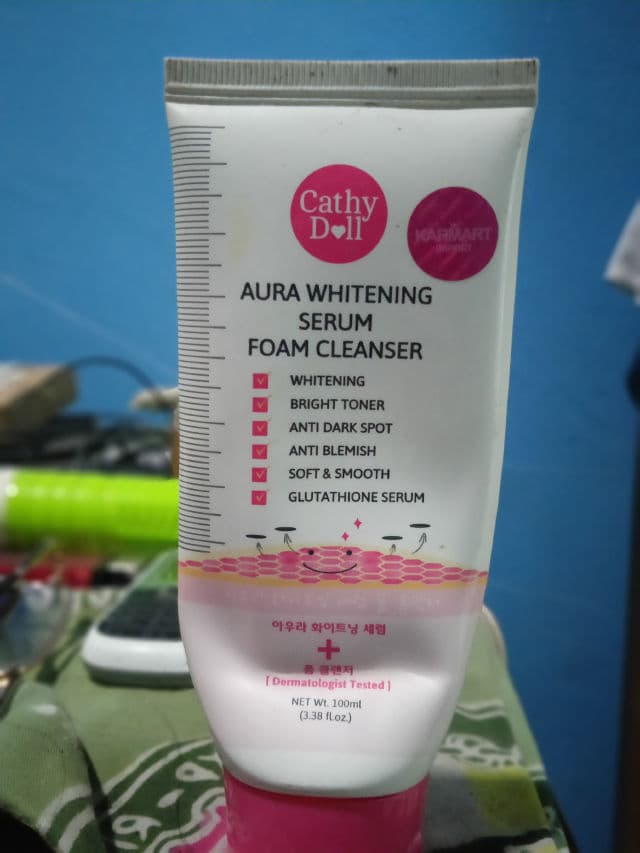 Cathy
Doll
KARMART
AURA WHITENING
SERUM
FOAM CLEANSER
WHITENING
BRIGHT TONER
ANTI DARK SPOT
ANTI BLEMISH
SOFT & SMOOTH
GLUTATHIONE SERUM
아우라 화이트닝 세럼
+
폼 클렌저
[ Dermatologist Tested ]
NET Wt. 100ml
(3.38 fl.oz.)